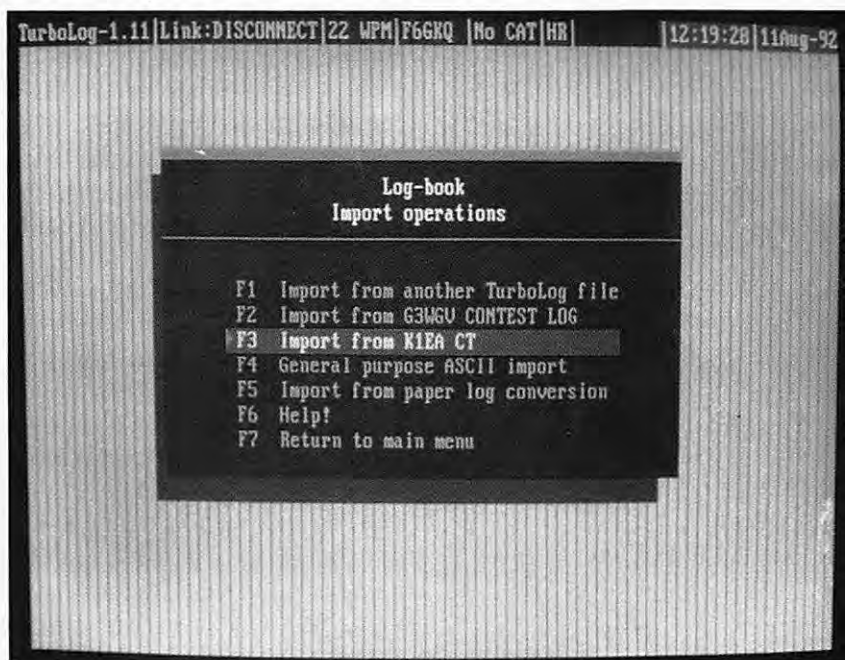 TurboLog-1.11|Link:DISCONNECT|22 WPM|F6GKQ |No CAT|HR| |12:19:28|11Aug-92
Log-book
Import operations
F1 Import from another TurboLog file
F2 Import from G3WGV CONTEST LOG
F3 Import from K1EA CT
F4 General purpose ASCII import
F5 Import from paper log conversion
F6 Help!
F7 Return to main menu